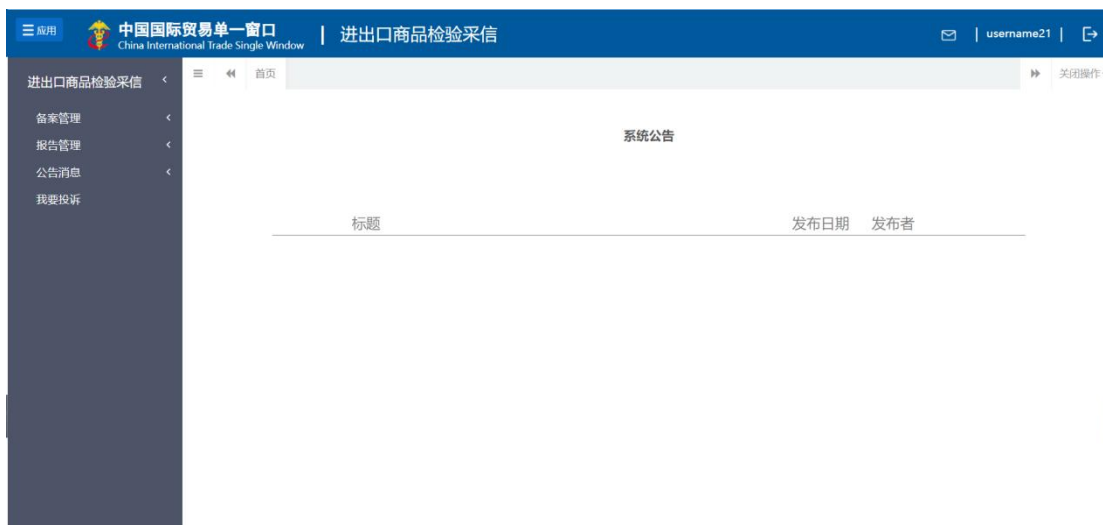 应用
中国国际贸易单一窗口
China International Trade Single Window
进出口商品检验采信
username21
进出口商品检验采信
首页
关闭操作
备案管理
报告管理
公告消息
我要投诉
系统公告
标题 发布日期 发布者